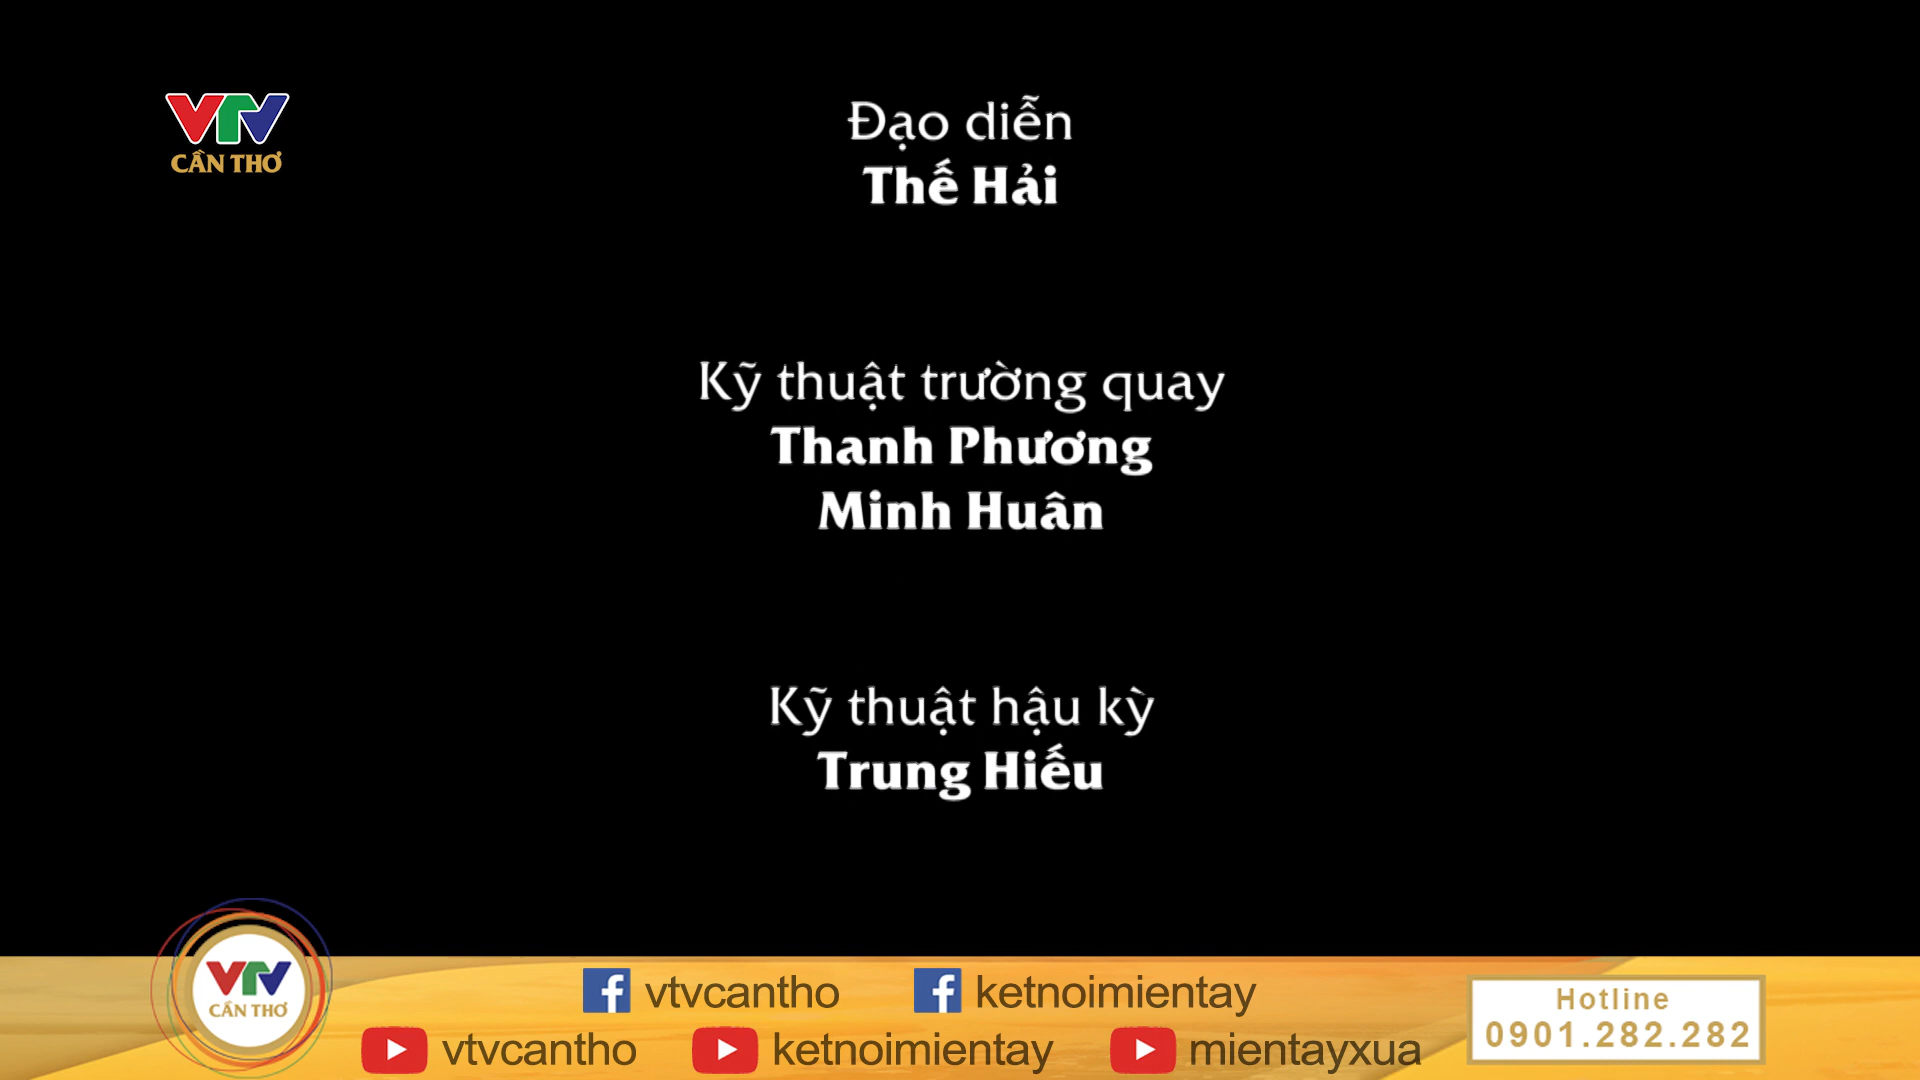 VTV
CẦN THƠ
Đạo diễn
Thế Hải
Kỹ thuật trường quay
Thanh Phương
Minh Huân
Kỹ thuật hậu kỳ
Trung Hiếu
VTV
CẦN THƠ
vtvcantho
ketnoimientay
vtvcantho
ketnoimientay
mientayxua
Hotline
0901.282.282